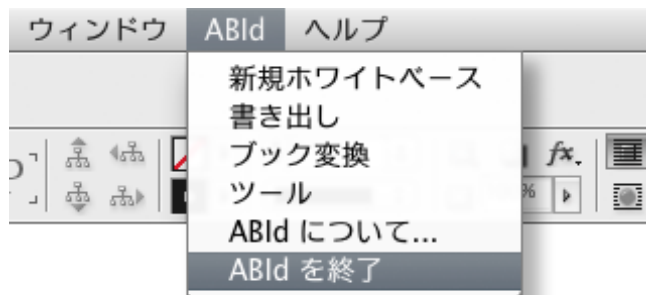 ウィンドウ ABId ヘルプ
新規ホワイトベース
書き出し
ブック変換
ツール
ABId について...
ABId を終了
fx.
%